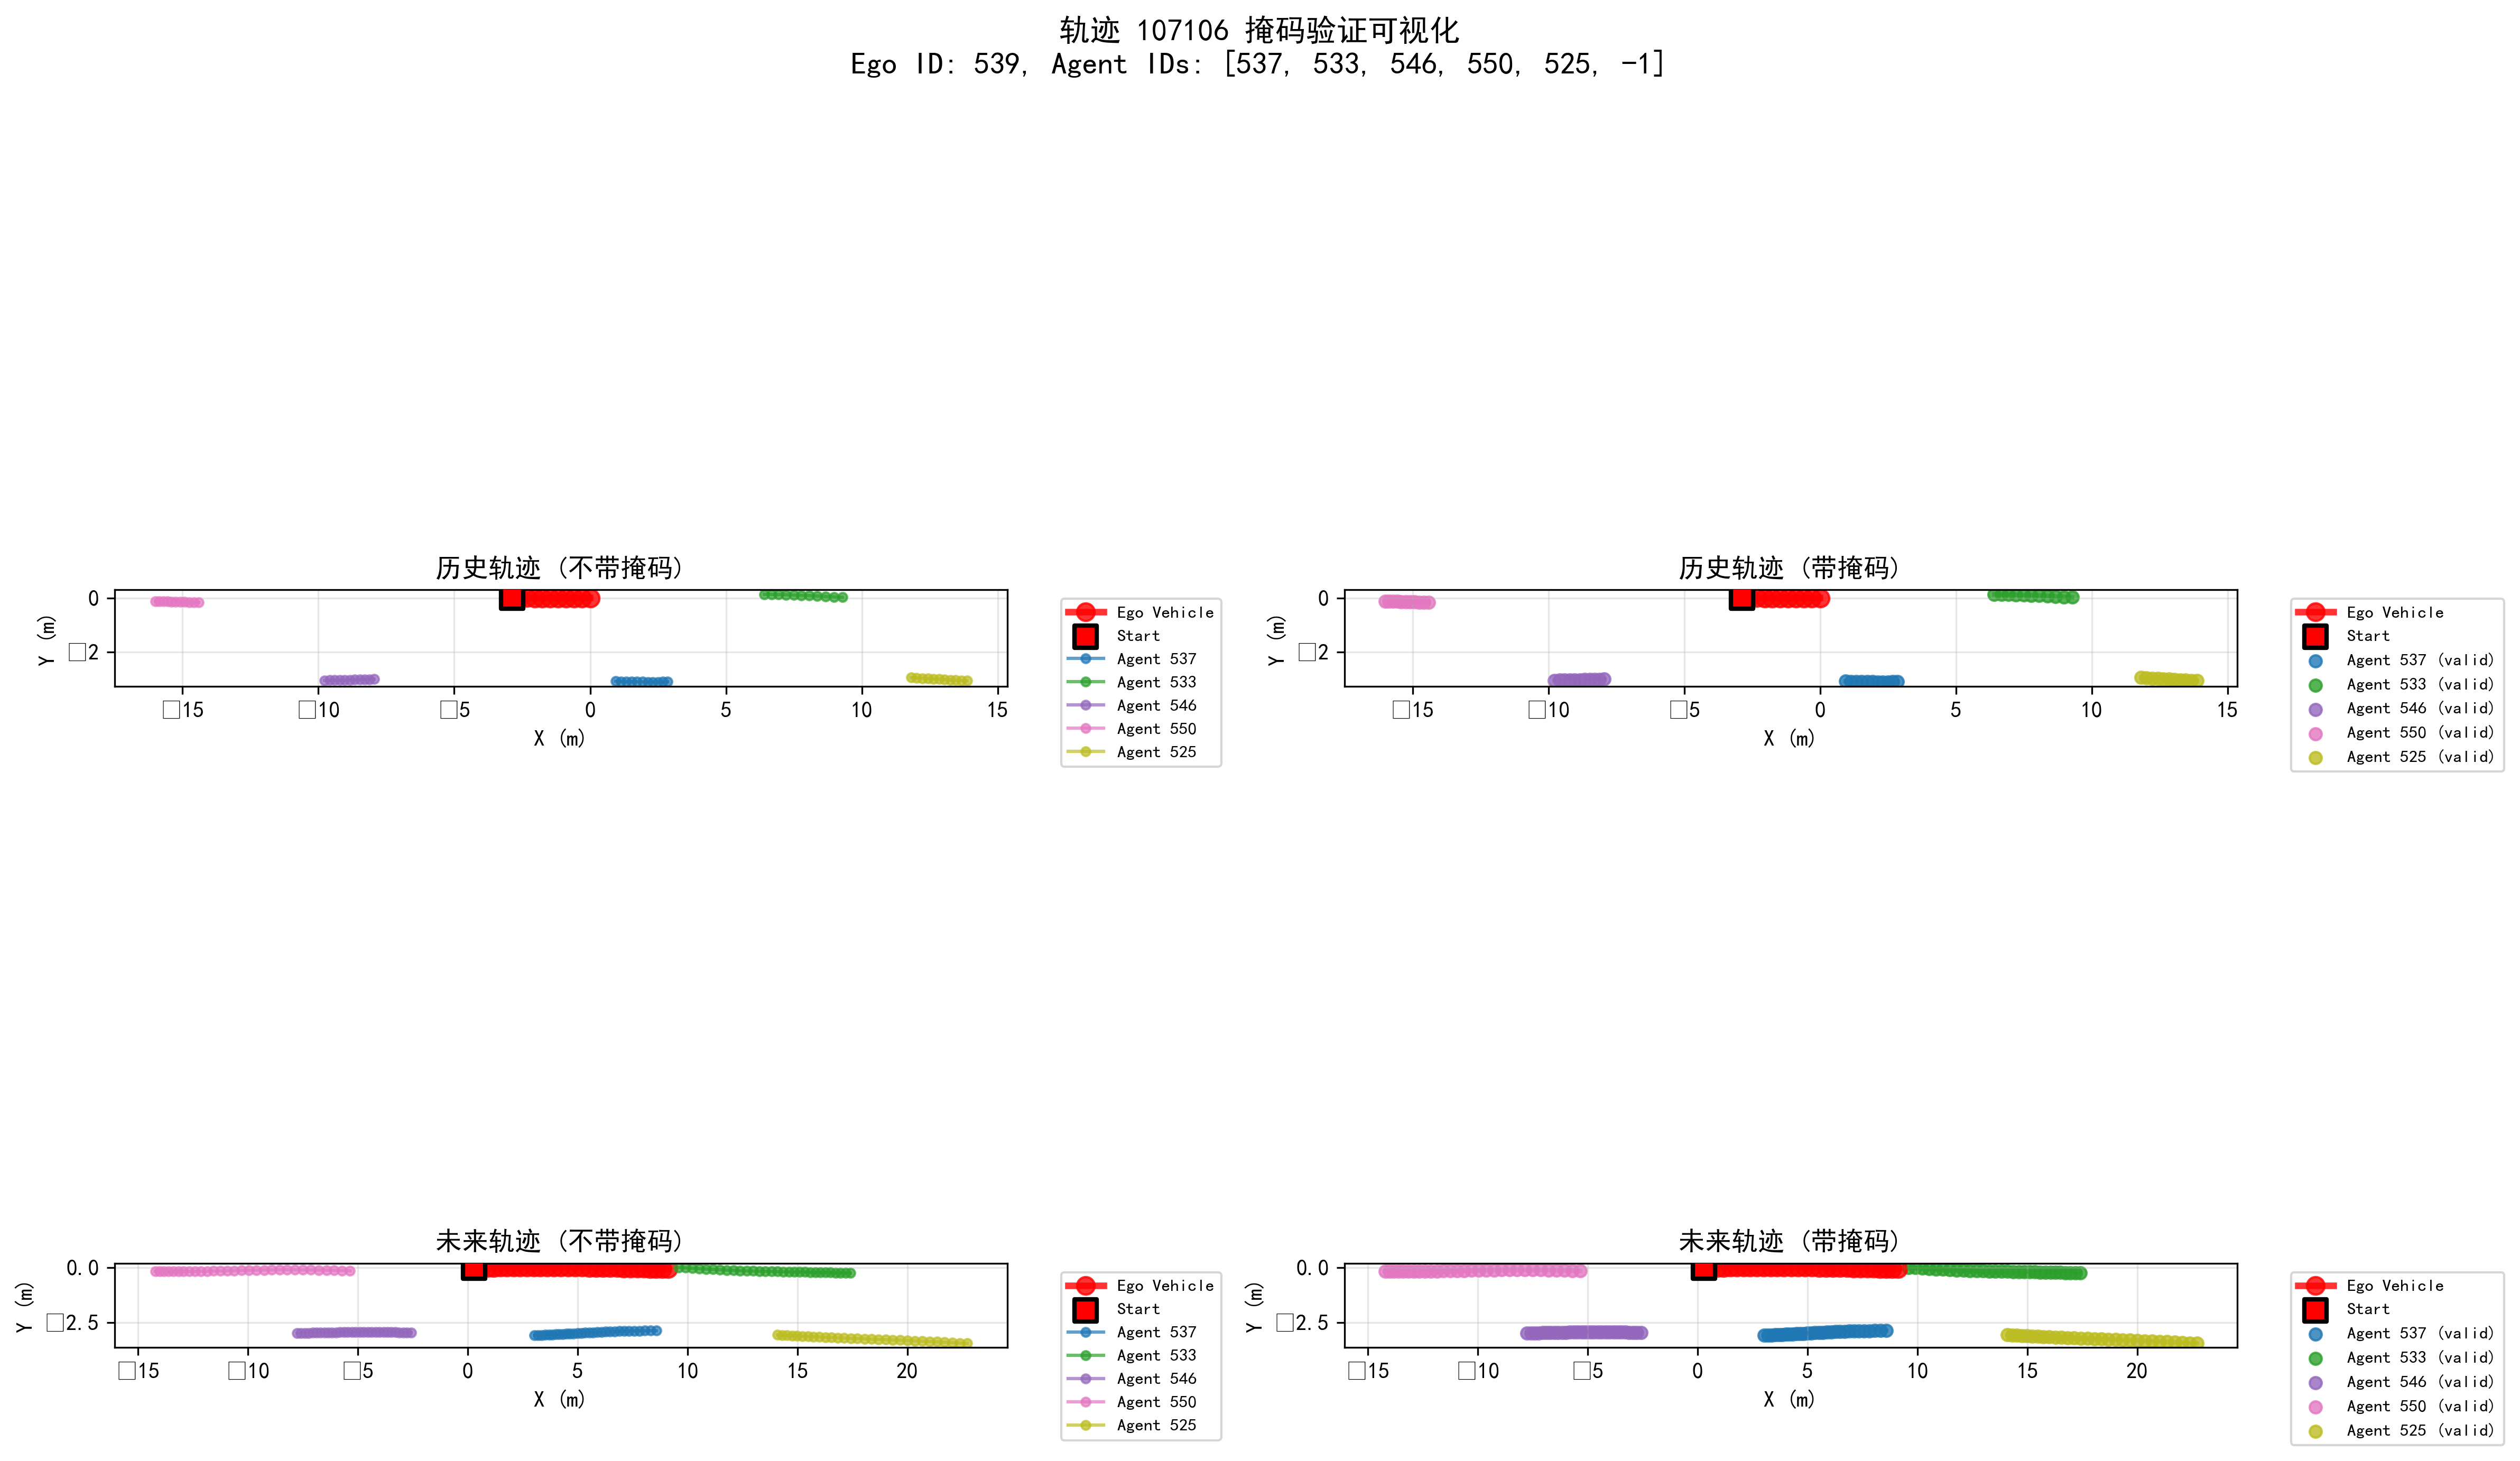 轨迹 107106 掩码验证可视化
Ego ID: 539, Agent IDs: [537, 533, 546, 550, 525, -1]
历史轨迹 (不带掩码)
Y (m)
0
□2
□15 □10 □5 0 5 10 15
X (m)
Ego Vehicle
Start
Agent 537
Agent 533
Agent 546
Agent 550
Agent 525
历史轨迹 (带掩码)
Y (m)
0
□2
□15 □10 □5 0 5 10 15
X (m)
Ego Vehicle
Start
Agent 537 (valid)
Agent 533 (valid)
Agent 546 (valid)
Agent 550 (valid)
Agent 525 (valid)
未来轨迹 (不带掩码)
Y (m)
0.0
□2.5
□15 □10 □5 0 5 10 15 20
X (m)
Ego Vehicle
Start
Agent 537
Agent 533
Agent 546
Agent 550
Agent 525
未来轨迹 (带掩码)
Y (m)
0.0
□2.5
□15 □10 □5 0 5 10 15 20
X (m)
Ego Vehicle
Start
Agent 537 (valid)
Agent 533 (valid)
Agent 546 (valid)
Agent 550 (valid)
Agent 525 (valid)